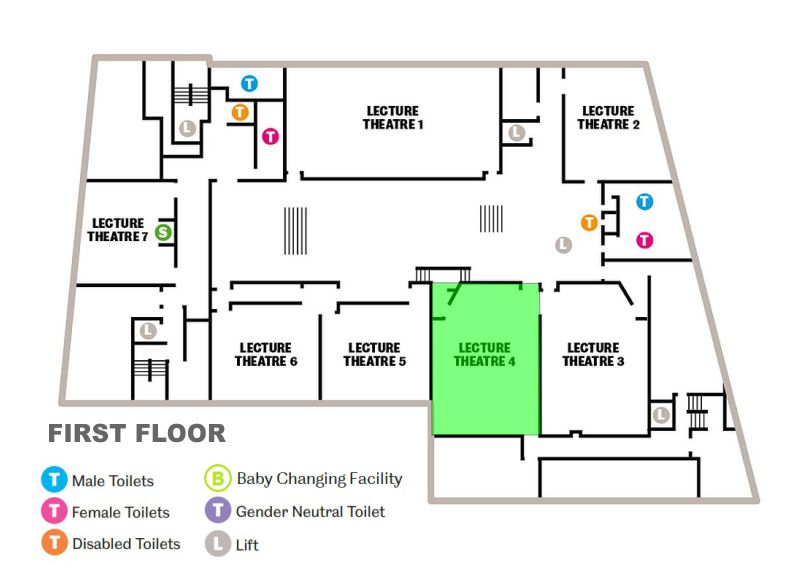 T
T
T
L
LECTURE
THEATRE 1
L
LECTURE
THEATRE 2
LECTURE
THEATRE 7
S
T
T
T
L
L
LECTURE
THEATRE 6
LECTURE
THEATRE 5
LECTURE
THEATRE 4
LECTURE
THEATRE 3
L
FIRST FLOOR
T Male Toilets
T Female Toilets
T Disabled Toilets
B Baby Changing Facility
T Gender Neutral Toilet
L Lift